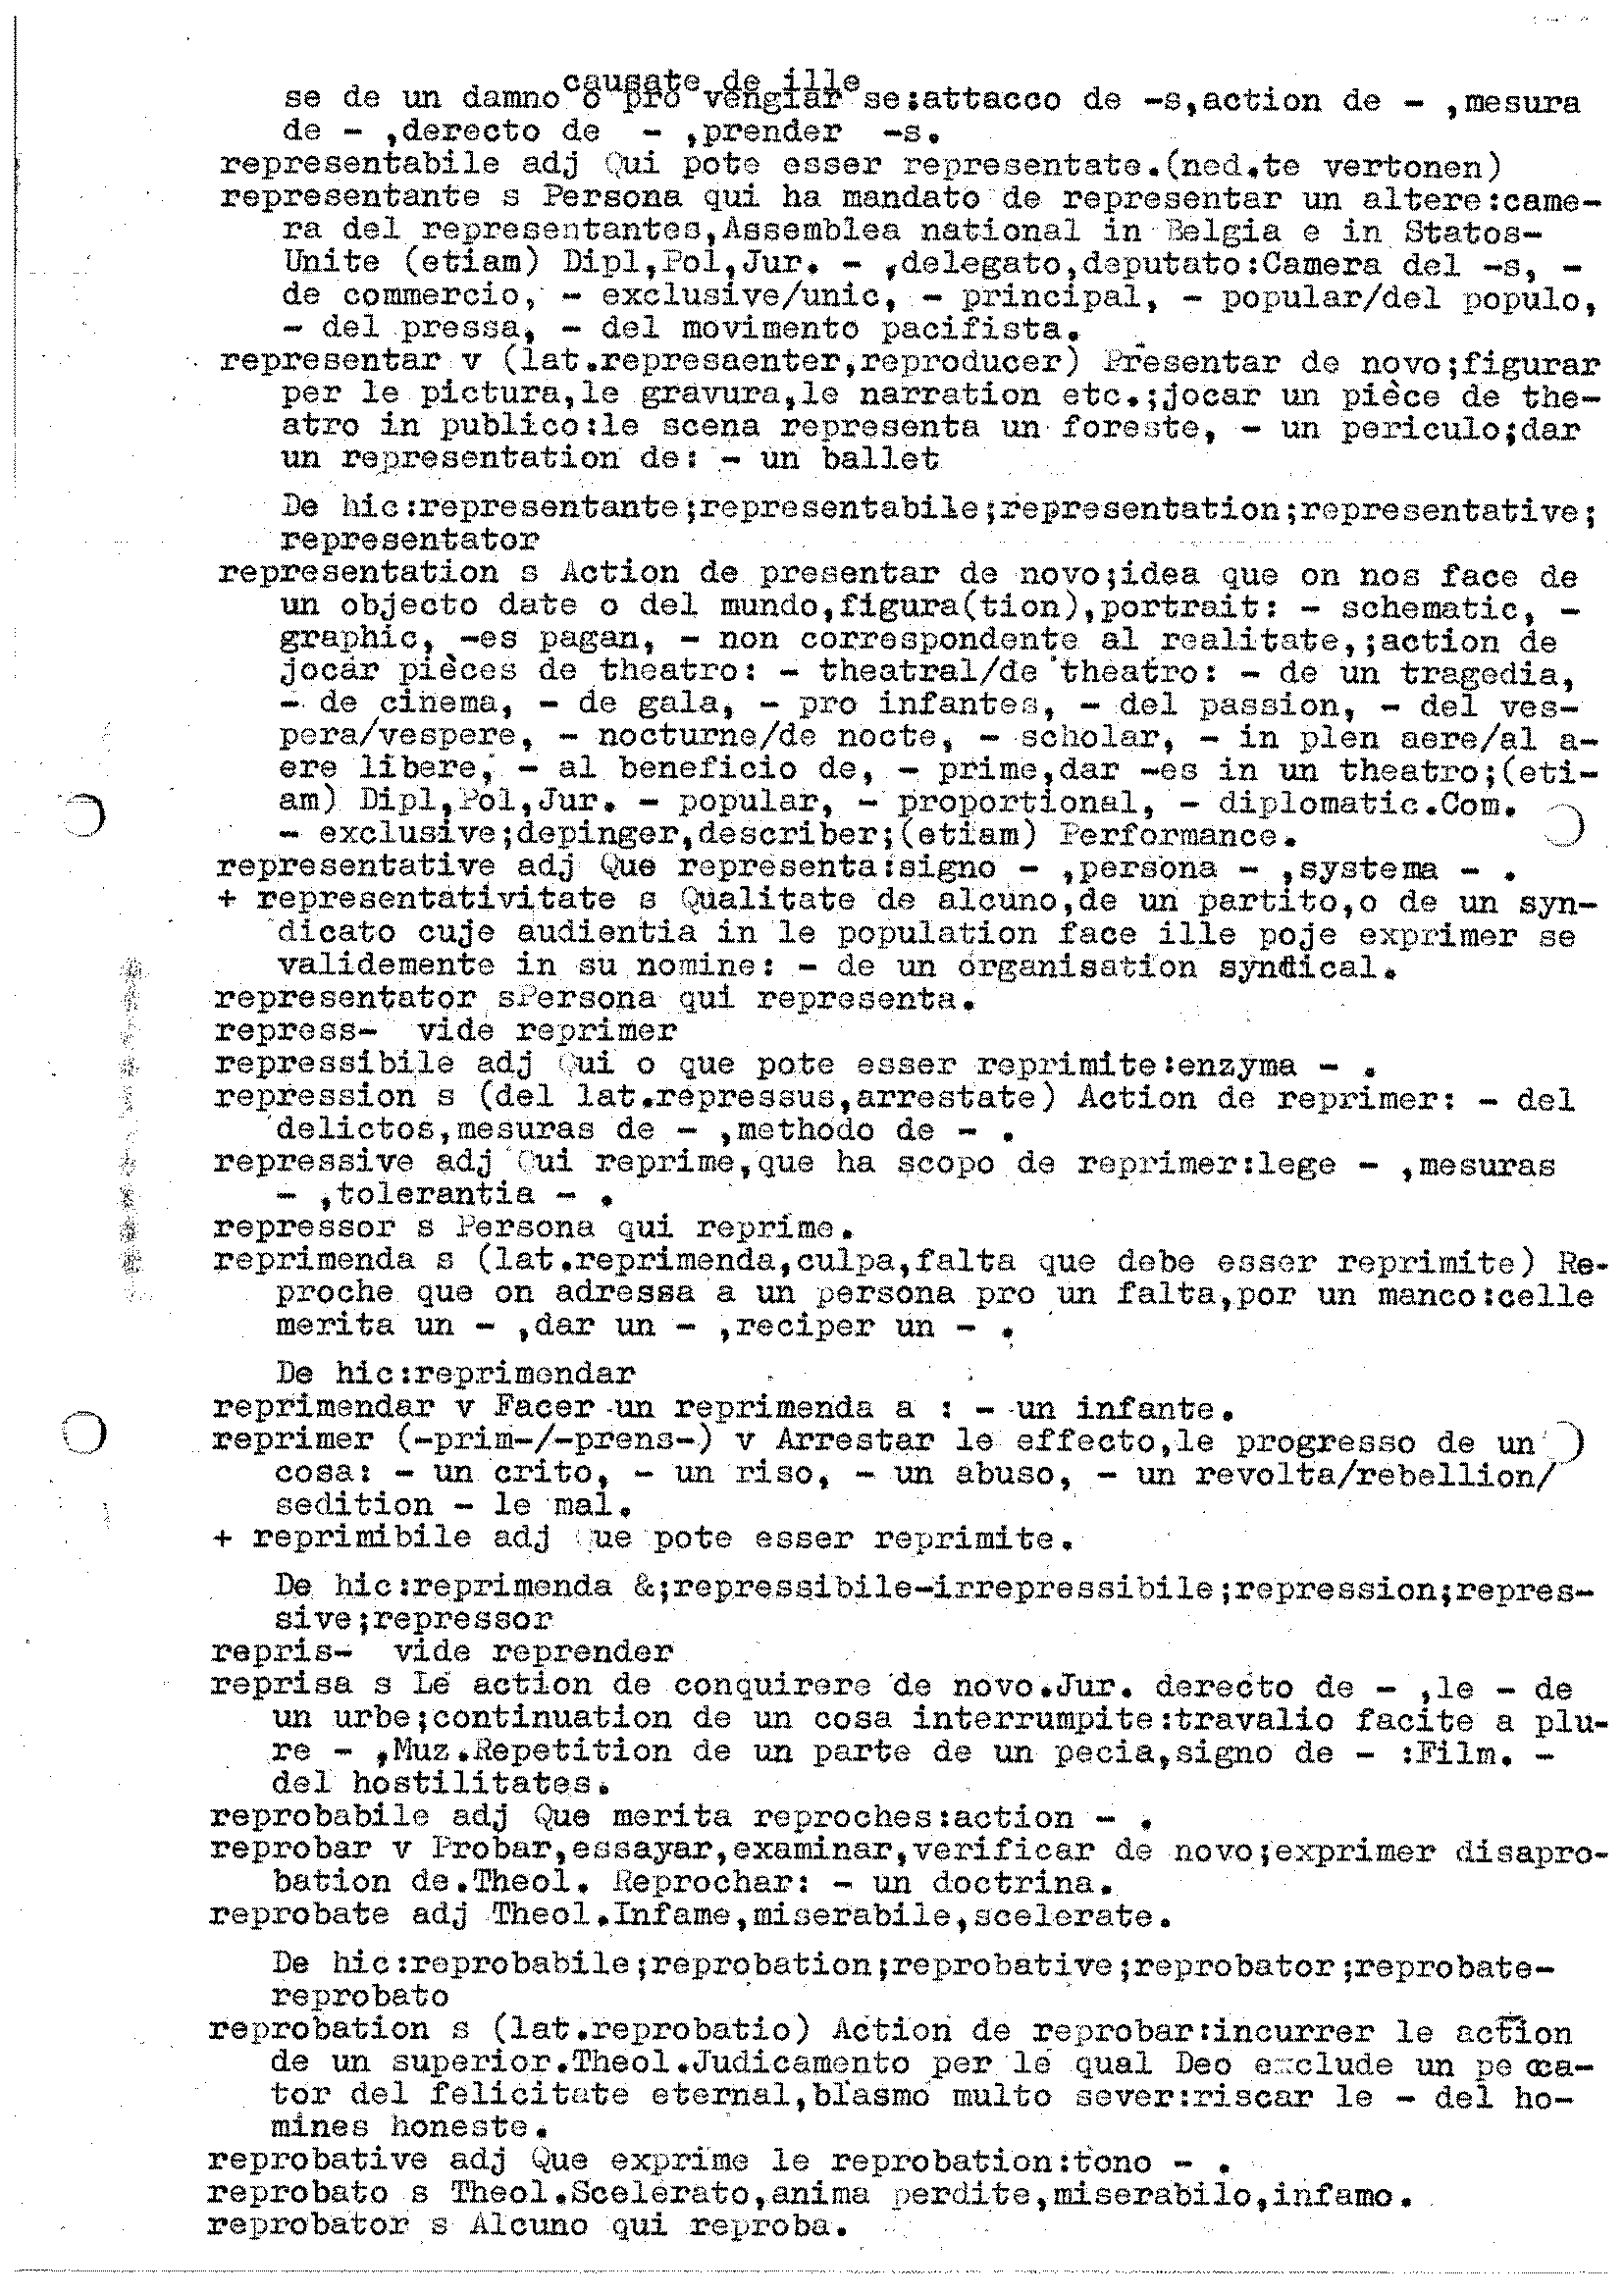 causate de ille
se de un damno o pro vengiar se:attacco de -s,action de - ,mesura
de - ,derecto de - ,prender -s.
representabile adj Qui pote esser representate.(ned.te vertonen)
representante s Persona qui ha mandato de representar un altere:came-
ra del representantes,Assemblea national in Belgia e in Statos-
Unite (etiam) Dipl,Pol,Jur. - ,delegato,deputato:Camera del -s, -
de commercio, - exclusive/unic, - principal, - popular/del populo,
- del pressa, - del movimento pacifista.
representar v (lat.represaenter,reproducer) Presentar de novo;figurar
per le pictura,le gravura,le narration etc.;jocar un pièce de the-
atro in publico:le scena representa un foreste, - un periculo;dar
un representation de: - un ballet
De hic:representante;representabile;representation;representative;
representator
representation s Action de presentar de novo;idea que on nos face de
un objecto date o del mundo,figura(tion),portrait: - schematic, -
graphic, -es pagan, - non correspondente al realitate,;action de
jocar pièces de theatro: - theatral/de theatro: - de un tragedia,
- de cinema, - de gala, - pro infantes, - del passion, - del ves-
pera/vespere, - nocturne/de nocte, - scholar, - in plen aere/al a-
ere libere, - al beneficio de, - prime,dar -es in un theatro;(eti-
am) Dipl,Pol,Jur. - popular, - proportional, - diplomatic.Com.
- exclusive;depinger,describer;(etiam) Performance.
representative adj Que representa:signo - ,persona - ,systema - .
+ representativitate s Qualitate de alcuno,de un partito,o de un syn-
dicato cuje audientia in le population face ille poje exprimer se
validemente in su nomine: - de un organisation syndical.
representator sPersona qui representa.
repress- vide reprimer
repressibile adj Qui o que pote esser reprimite:enzyma - .
repression s (del lat.repressus,arrestate) Action de reprimer: - del
delictos,mesuras de - ,methodo de - .
repressive adj Qui reprime,que ha scopo de reprimer:lege - ,mesuras
- ,tolerantia - .
repressor s Persona qui reprime.
reprimenda s (lat.reprimenda,culpa,falta que debe esser reprimite) Re-
proche que on adressa a un persona pro un falta,por un manco:celle
merita un - ,dar un - ,reciper un - .
De hic:reprimendar
reprimendar v Facer un reprimenda a : - un infante.
reprimer (-prim-/-prens-) v Arrestar le effecto,le progresso de un
cosa: - un crito, - un riso, - un abuso, - un revolta/rebellion/
sedition - le mal.
+ reprimibile adj Que pote esser reprimite.
De hic:reprimenda &;repressibile-irrepressibile;repression;repres-
sive;repressor
repris- vide reprender
reprisa s Le action de conquirere de novo.Jur. derecto de - ,le - de
un urbe;continuation de un cosa interrumpite:travalio facite a plu-
re - ,Muz.Repetition de un parte de un pecia,signo de - :Film. -
del hostilitates.
reprobabile adj Que merita reproches:action - .
reprobar v Probar,essayar,examinar,verificar de novo;exprimer disapro-
bation de.Theol. Reprochar: - un doctrina.
reprobate adj Theol.Infame,miserabile,scelerate.
De hic:reprobabile;reprobation;reprobative;reprobator;reprobate-
reprobato
reprobation s (lat.reprobatio) Action de reprobar:incurrer le action
de un superior.Theol.Judicamento per le qual Deo exclude un pecca-
tor del felicitate eternal,blasmo multo sever:riscar le - del ho-
mines honeste.
reprobative adj Que exprime le reprobation:tono - .
reprobato s Theol.Scelerato,anima perdite,miserabilo,infamo.
reprobator s Alcuno qui reproba.